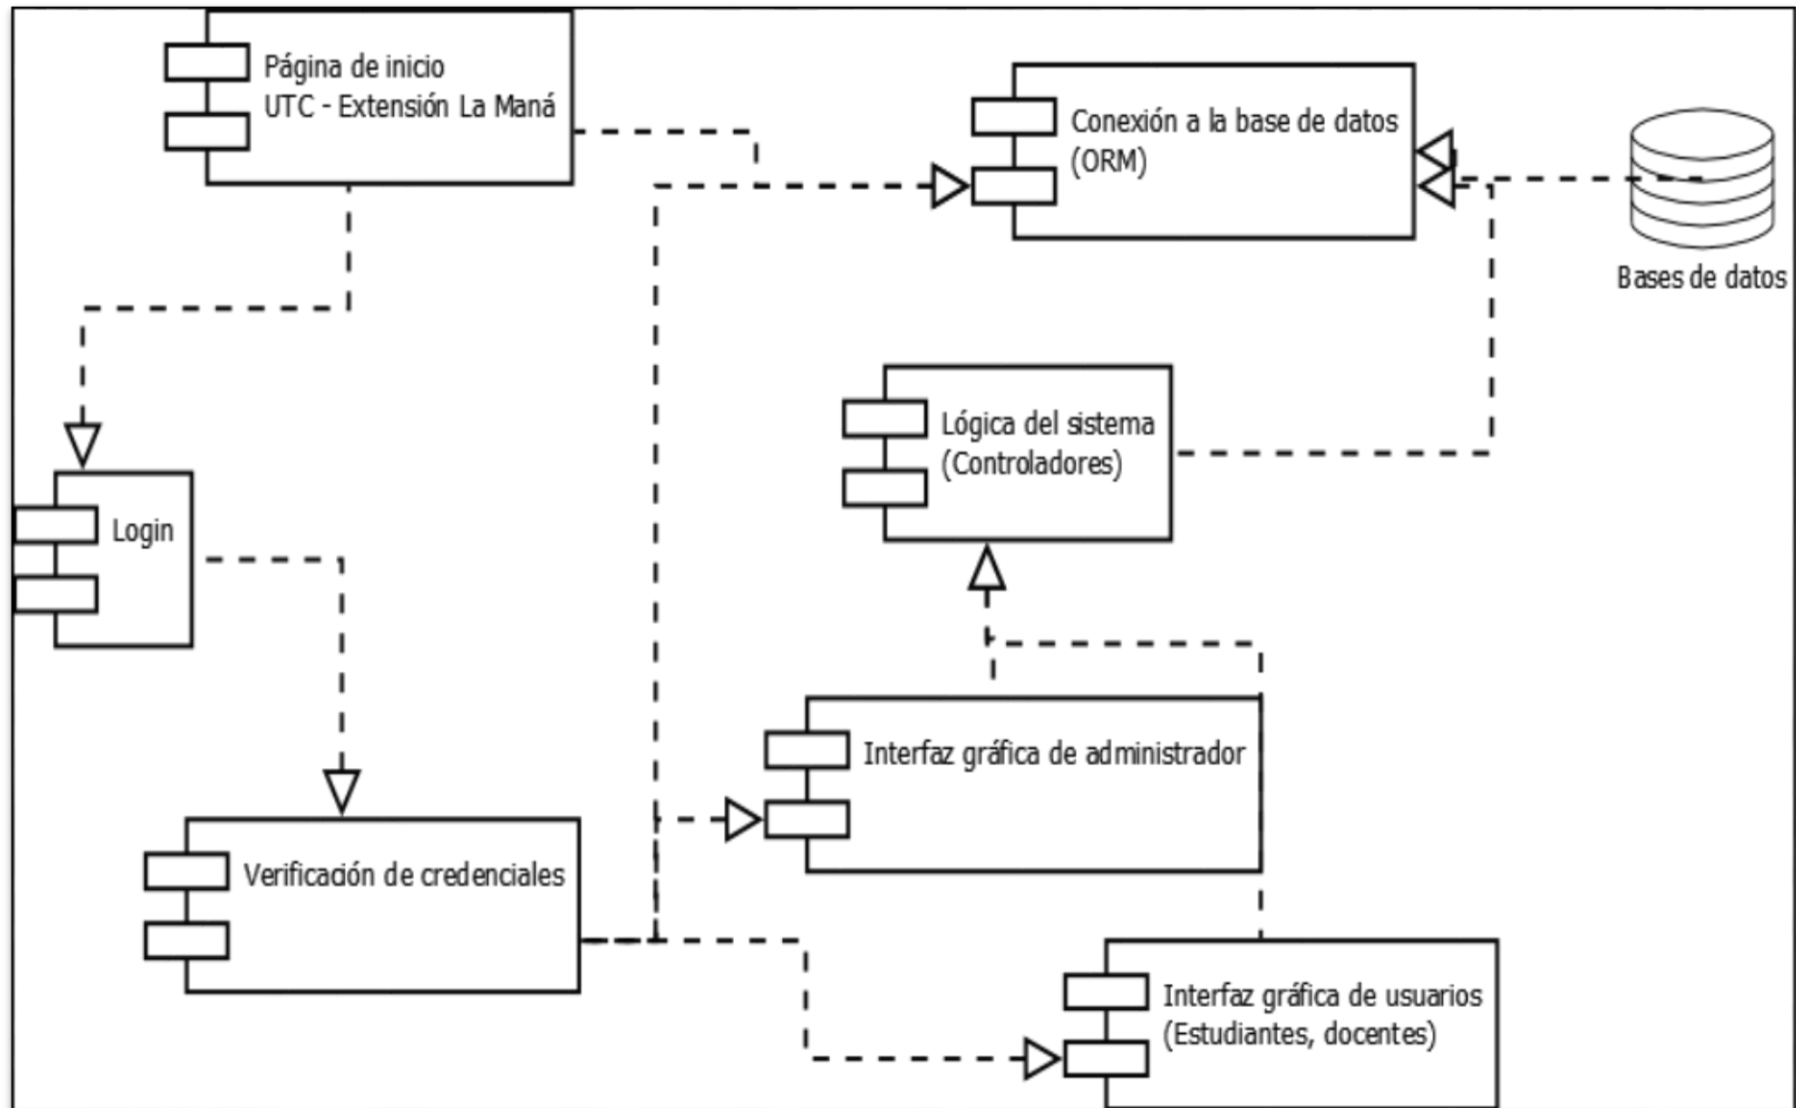 Página de inicio
UTC - Extensión La Maná
Conexión a la base de datos
(ORM)
Bases de datos
Lógica del sistema
(Controladores)
Login
Interfaz gráfica de administrador
Verificación de credenciales
Interfaz gráfica de usuarios
(Estudiantes, docentes)